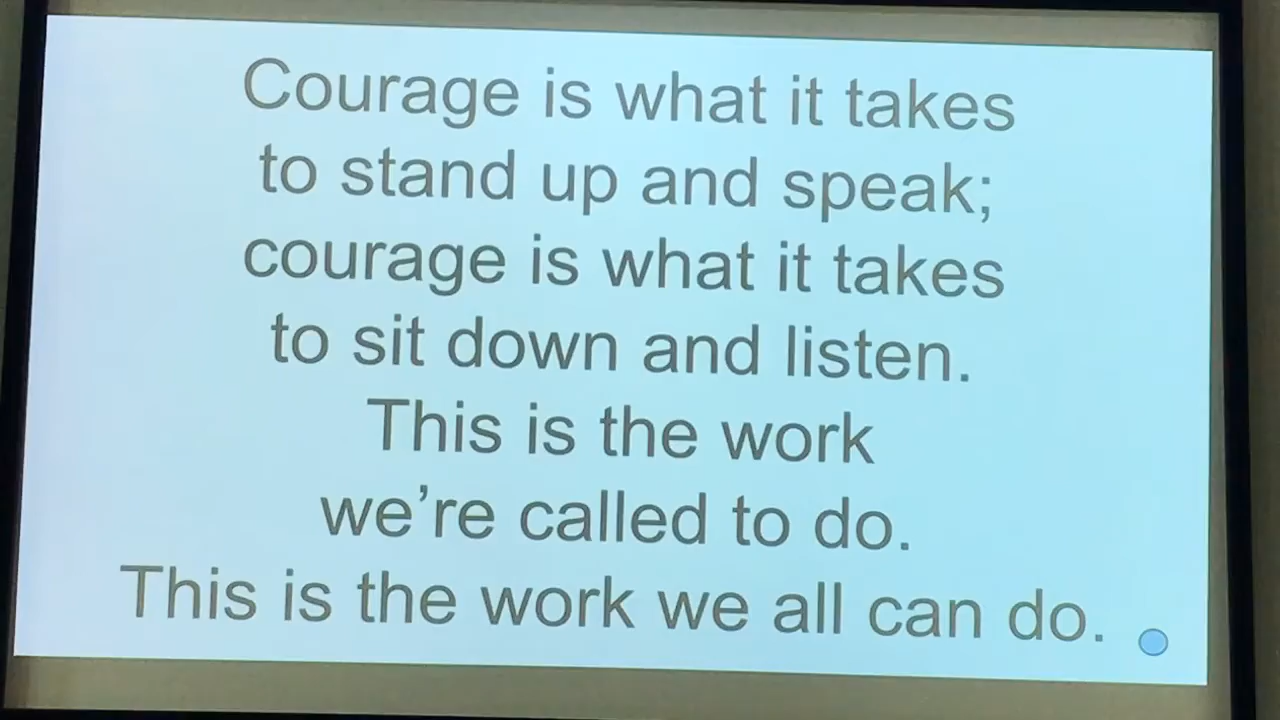 Courage is what it takes
to stand up and speak;
courage is what it takes
to sit down and listen.
This is the work
we’re called to do.
This is the work we all can do.